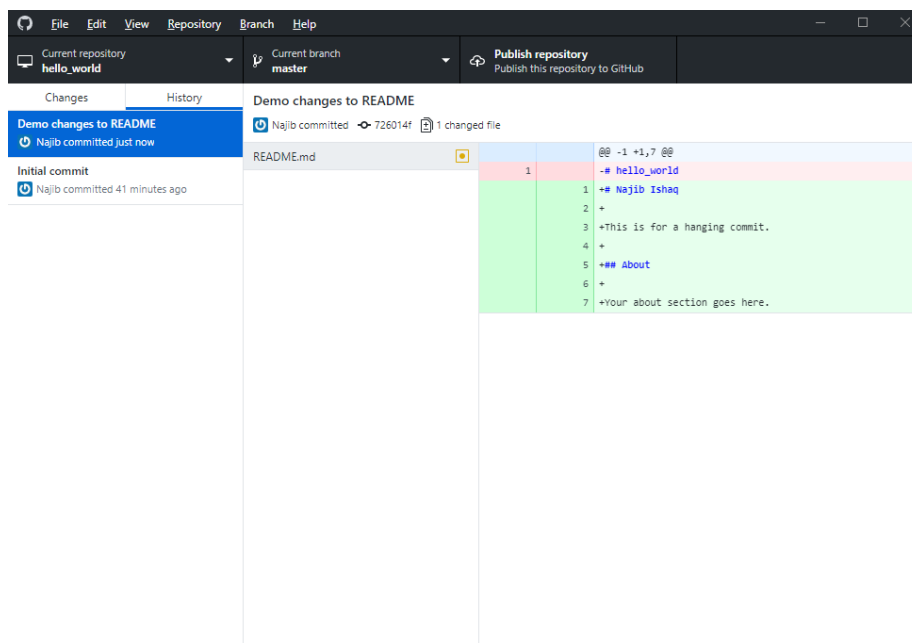 File Edit View Repository Branch Help
Current repository
hello_world
Current branch
master
Publish repository
Publish this repository to GitHub
Changes History
Demo changes to README
Najib committed just now
Initial commit
Najib committed 41 minutes ago
Demo changes to README
Najib committed 726014f 1 changed file
README.md
@@ -1 +1,7 @@
1 -# hello_world
1 +# Najib Ishaq
2 +
3 +This is for a hanging commit.
4 +
5 +## About
6 +
7 +Your about section goes here.